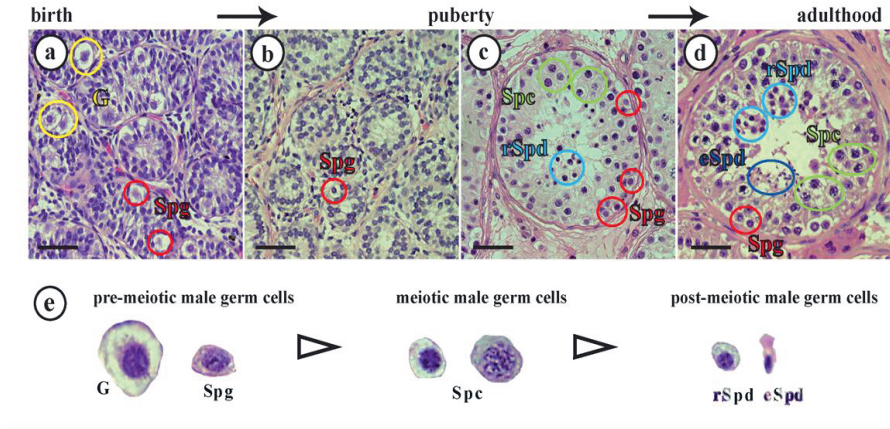 birth puberty adulthood
a b c d
G
Spg
Spg
Spc
rSpd
Spg
rSpd
Spc
eSpd
Spg
e pre-meiotic male germ cells meiotic male germ cells post-meiotic male germ cells
G Spg Spc rSpd eSpd